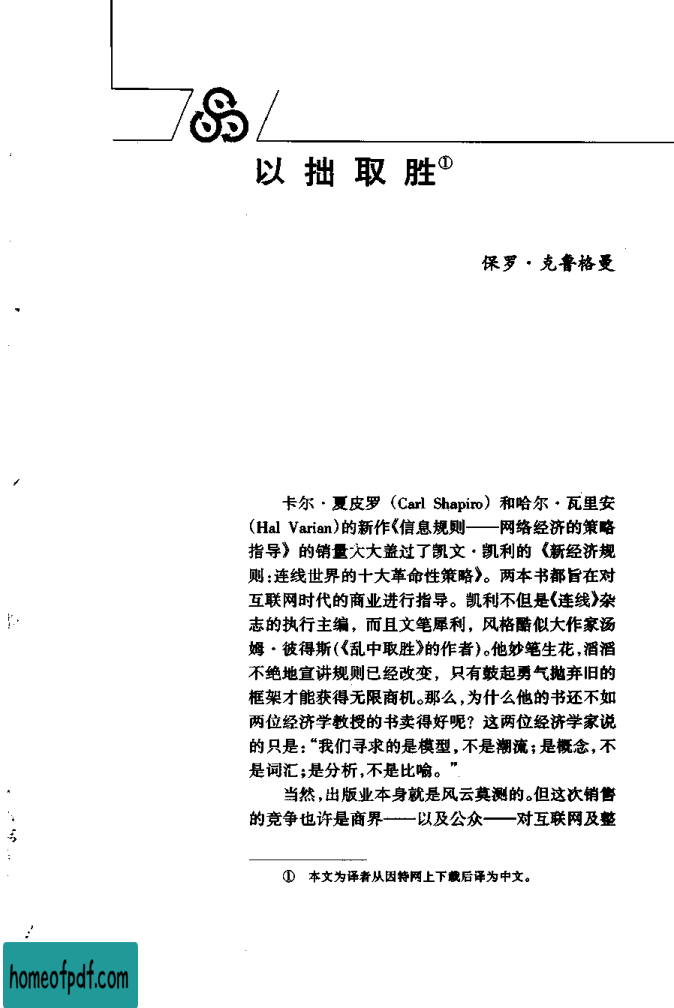 以拙取胜①
保罗·克鲁格曼
卡尔·夏皮罗（Carl Shapiro）和哈尔·瓦里安
（Hal Varian）的新作《信息规则——网络经济的策略
指导》的销量大大盖过了凯文·凯利的《新经济规
则：连线世界的十大革命性策略》。两本书都旨在对
互联网时代的商业进行指导。凯利不但是《连线》杂
志的执行主编，而且文笔犀利，风格酷似大作家汤
姆·彼得斯（《乱中取胜》的作者）。他妙笔生花，滔滔
不绝地宣讲规则已经改变，只有鼓起勇气抛弃旧的
框架才能获得无限商机。那么，为什么他的书还不如
两位经济学教授的书卖得好呢？这两位经济学家说
的只是：“我们寻求的是模型，不是潮流；是概念，不
是词汇；是分析，不是比喻。”
当然，出版业本身就是风云莫测的。但这次销售
的竞争也许是商界——以及公众——对互联网及整
① 本文为译者从因特网上下载后译为中文。
homeofpdf.com